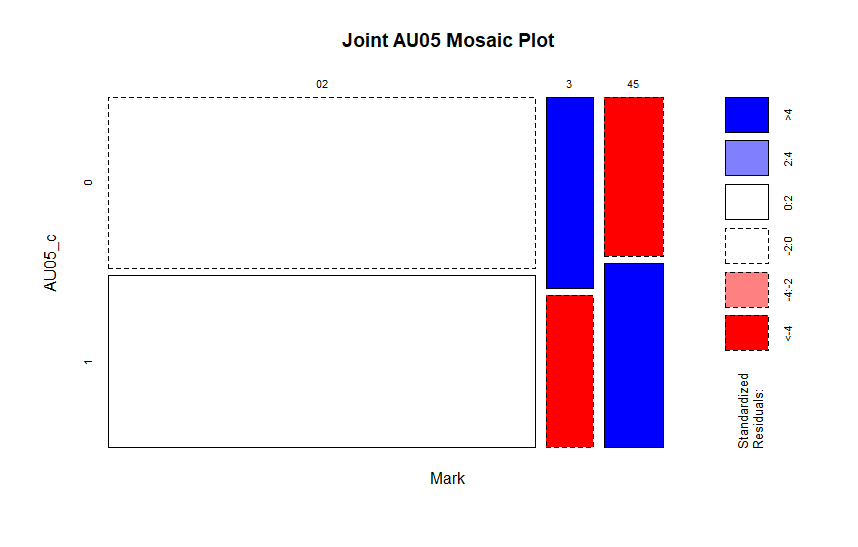 Joint AU05 Mosaic Plot
02
3
45
0
1
AU05_c
Mark
>4
2:4
0:2
-2:0
-4:-2
<-4
Standardized
Residuals: